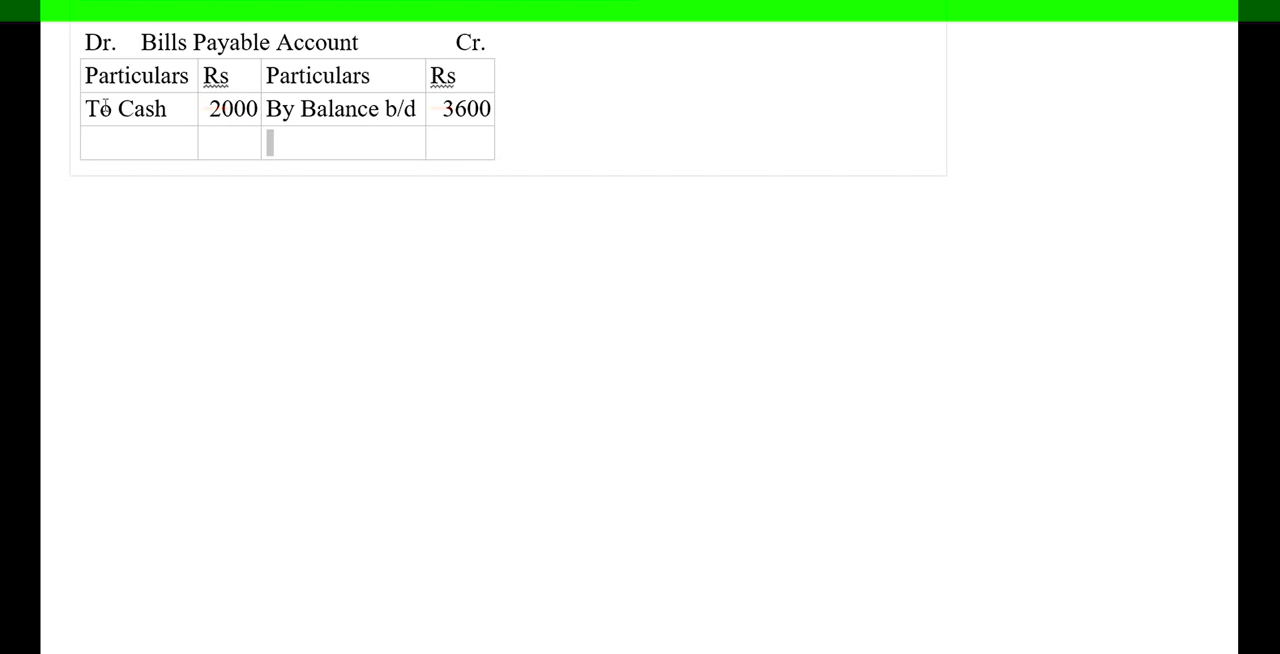 Dr. Bills Payable Account Cr.
Particulars Rs Particulars Rs
To Cash 2000 By Balance b/d 3600